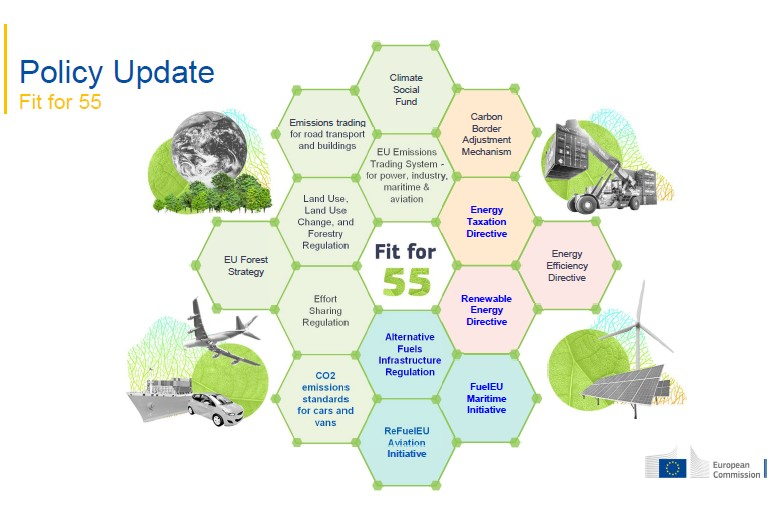 Policy Update
Fit for 55
Climate
Social
Fund
Emissions trading
for road transport
and buildings
Carbon
Border
Adjustment
Mechanism
EU Emissions
Trading System -
for power, industry,
maritime &
aviation
Land Use,
Land Use
Change, and
Forestry
Regulation
Energy
Taxation
Directive
EU Forest
Strategy
Fit for
55
Energy
Efficiency
Directive
Effort
Sharing
Regulation
Renewable
Energy
Directive
Alternative
Fuels
Infrastructure
Regulation
CO2
emissions
standards
for cars and
vans
FuelEU
Maritime
Initiative
ReFuelEU
Aviation
Initiative
European
Commission